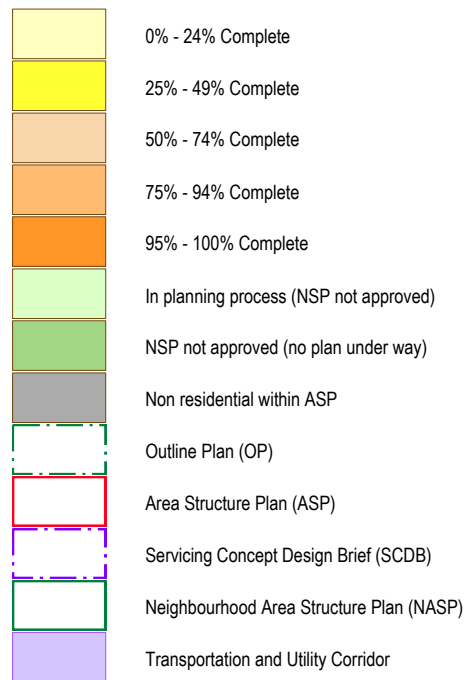 0% - 24% Complete
25% - 49% Complete
50% - 74% Complete
75% - 94% Complete
95% - 100% Complete
In planning process (NSP not approved)
NSP not approved (no plan under way)
Non residential within ASP
Outline Plan (OP)
Area Structure Plan (ASP)
Servicing Concept Design Brief (SCDB)
Neighbourhood Area Structure Plan (NASP)
Transportation and Utility Corridor